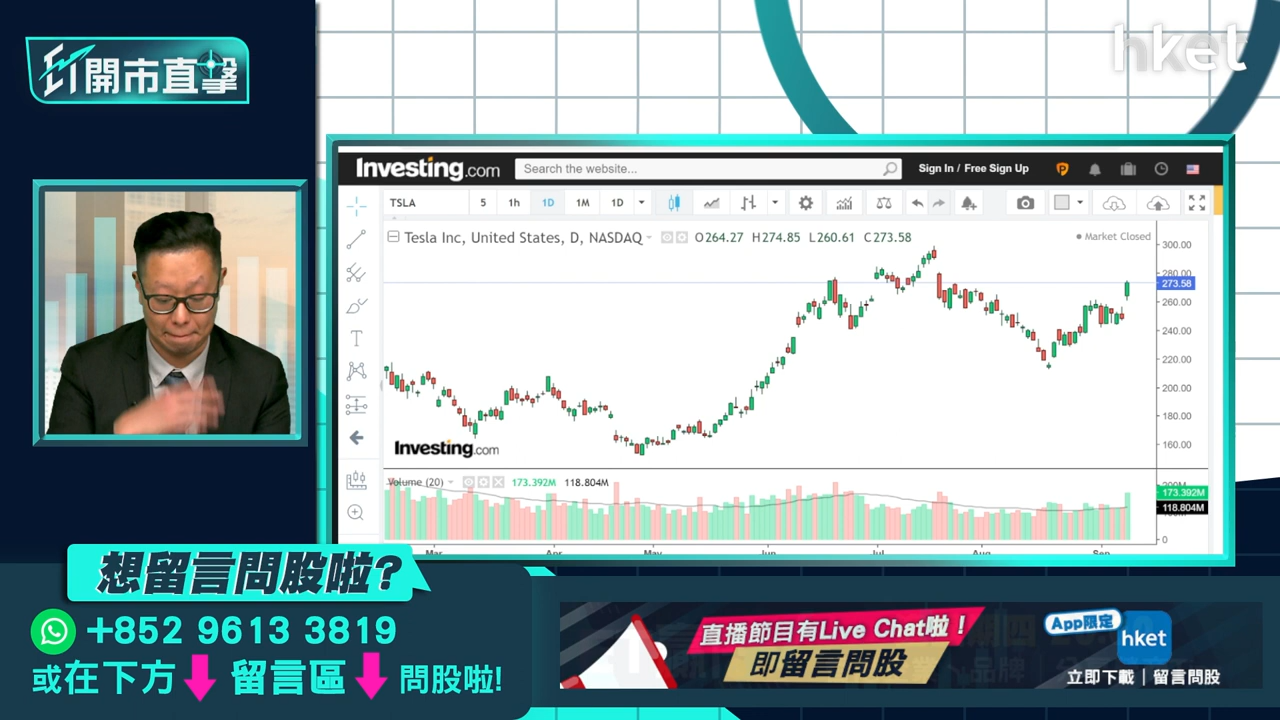 ET開市直擊
hket
Investing.com
Search the website...
Sign In / Free Sign Up
TSLA
5
1h
1D
1M
1D
Tesla Inc, United States, D, NASDAQ
O264.27 H274.85 L260.61 C273.58
Market Closed
300.00
280.00
273.58
260.00
240.00
220.00
200.00
180.00
160.00
Investing.com
Volume (20)
173.392M
118.804M
200M
173.392M
118.804M
0
Mar
Apr
May
Jun
Jul
Aug
Sep
想留言問股啦?
+852 9613 3819
或在下方
留言區
問股啦!
直播節目有Live Chat啦！
即留言問股
App限定
hket
立即下載｜留言問股